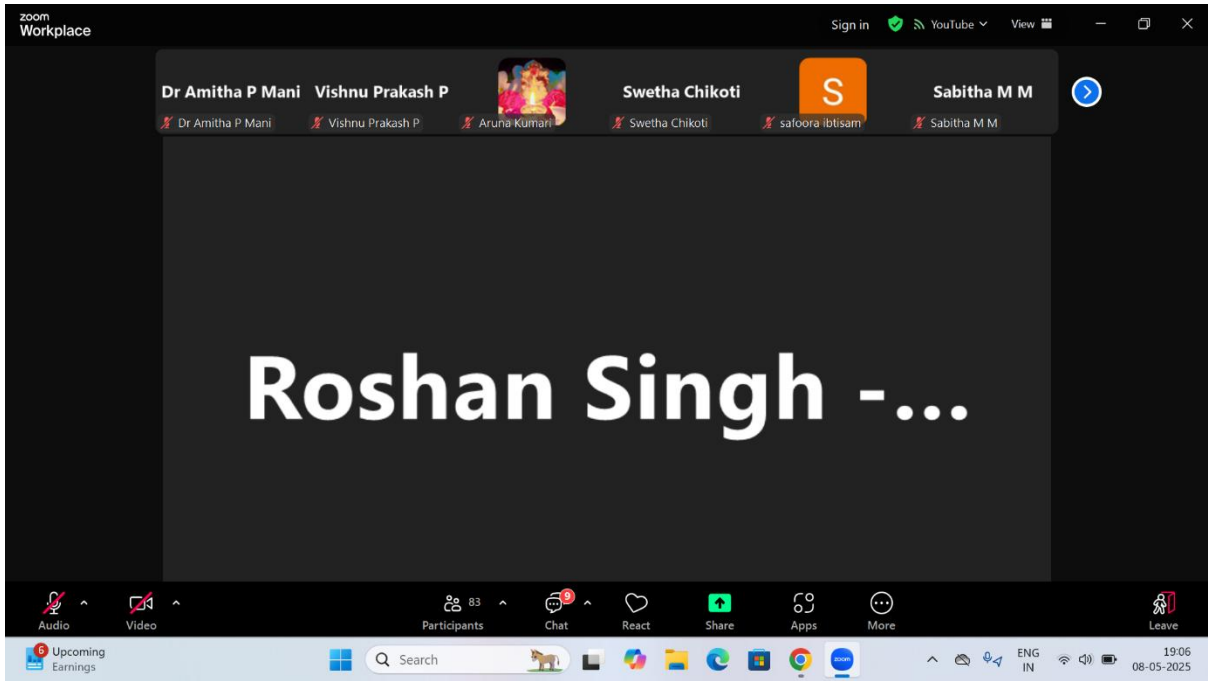 zoom
Workplace
Sign in
YouTube
View
Dr Amitha P Mani
Vishnu Prakash P
Swetha Chikoti
S
Sabitha M M
Dr Amitha P Mani
Vishnu Prakash P
Aruna Kumari
Swetha Chikoti
safoora ibtisam
Sabitha M M
Roshan Singh -...
83
9
Audio
Video
Participants
Chat
React
Share
Apps
More
Leave
6
Upcoming
Earnings
Search
zoom
ENG
IN
19:06
08-05-2025